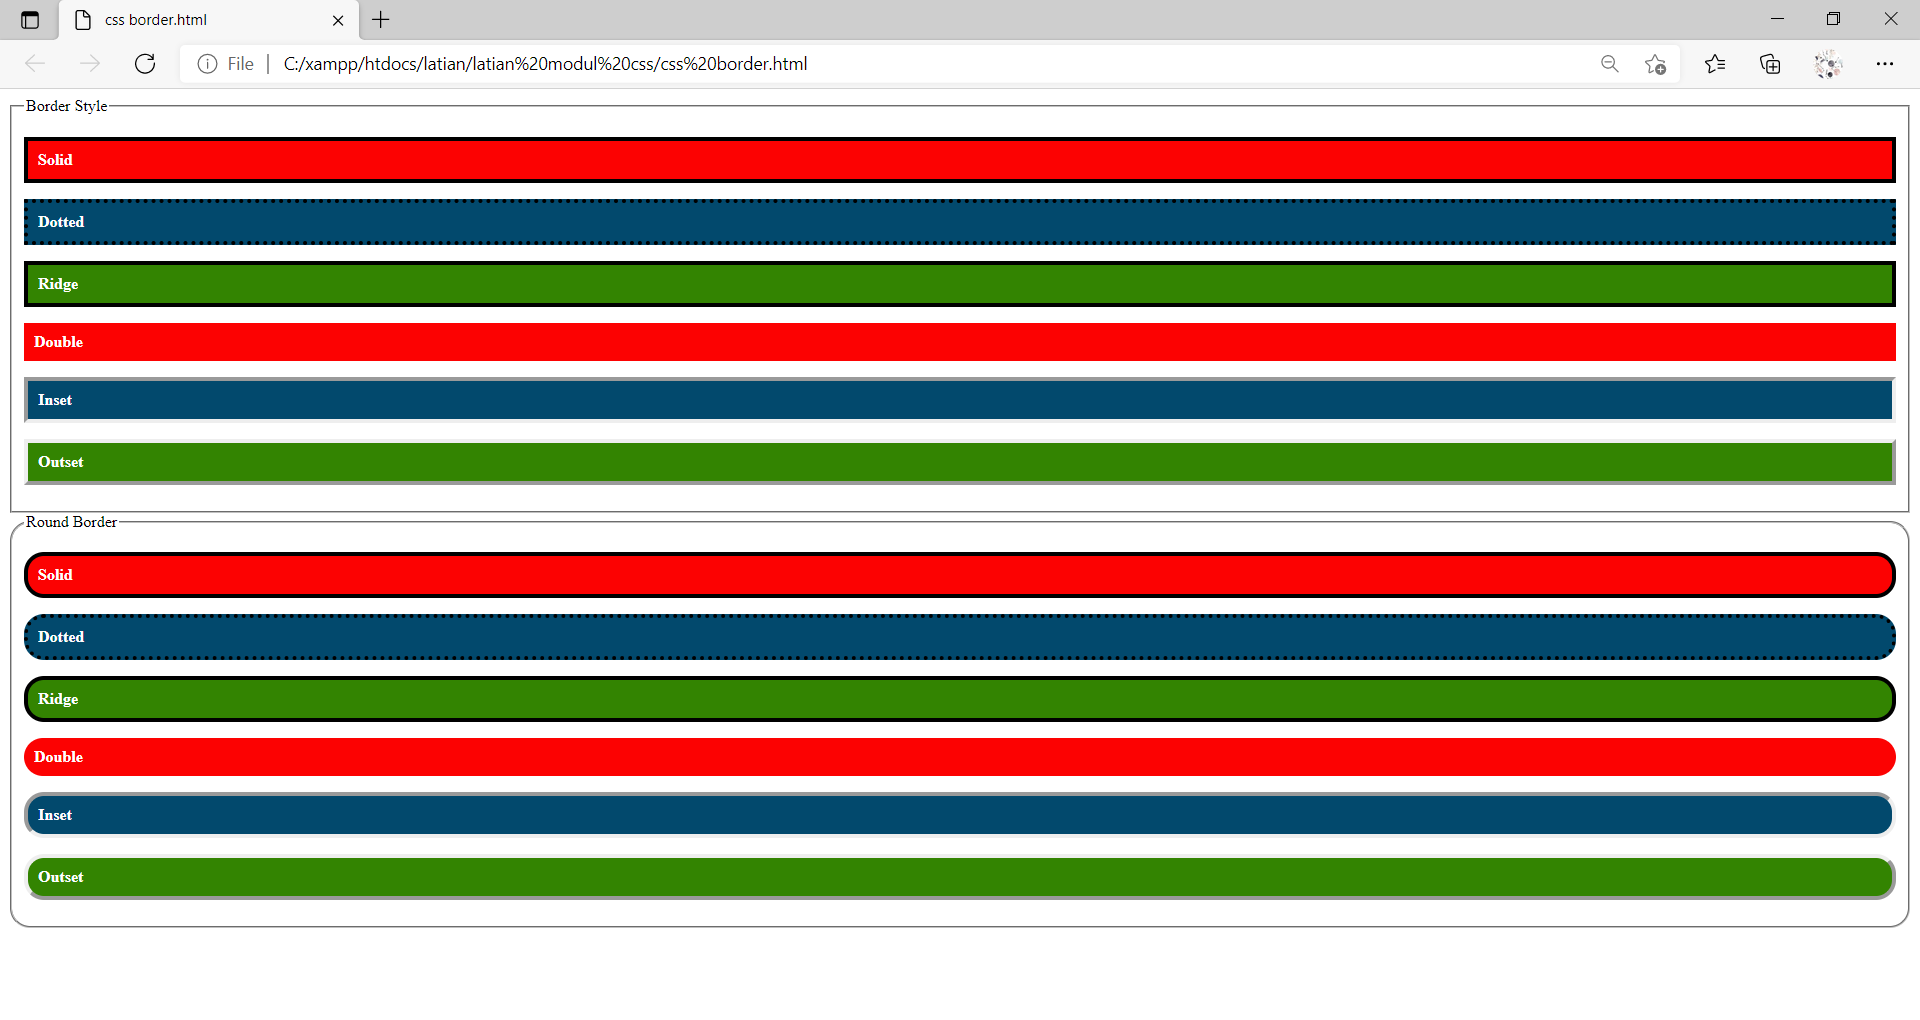 css border.html
File
C:/xampp/htdocs/latian/latian%20modul%20css/css%20border.html
Border Style
Solid
Dotted
Ridge
Double
Inset
Outset
Round Border
Solid
Dotted
Ridge
Double
Inset
Outset